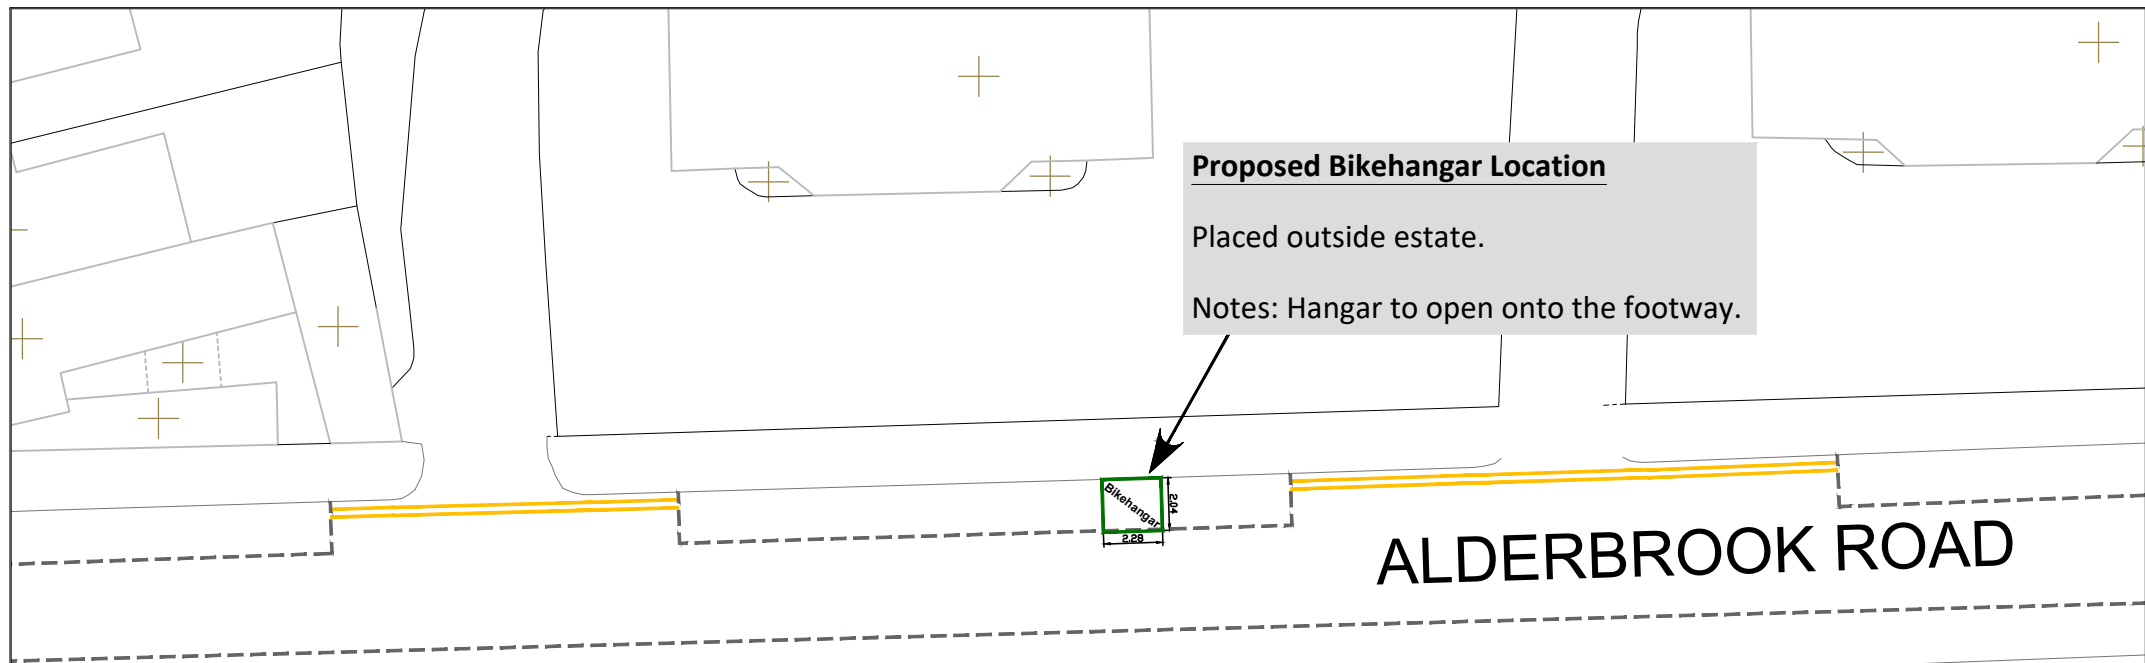 Proposed Bikehangar Location
Placed outside estate.
Notes: Hangar to open onto the footway.
Bikehangar
2.04
2.28
ALDERBROOK ROAD